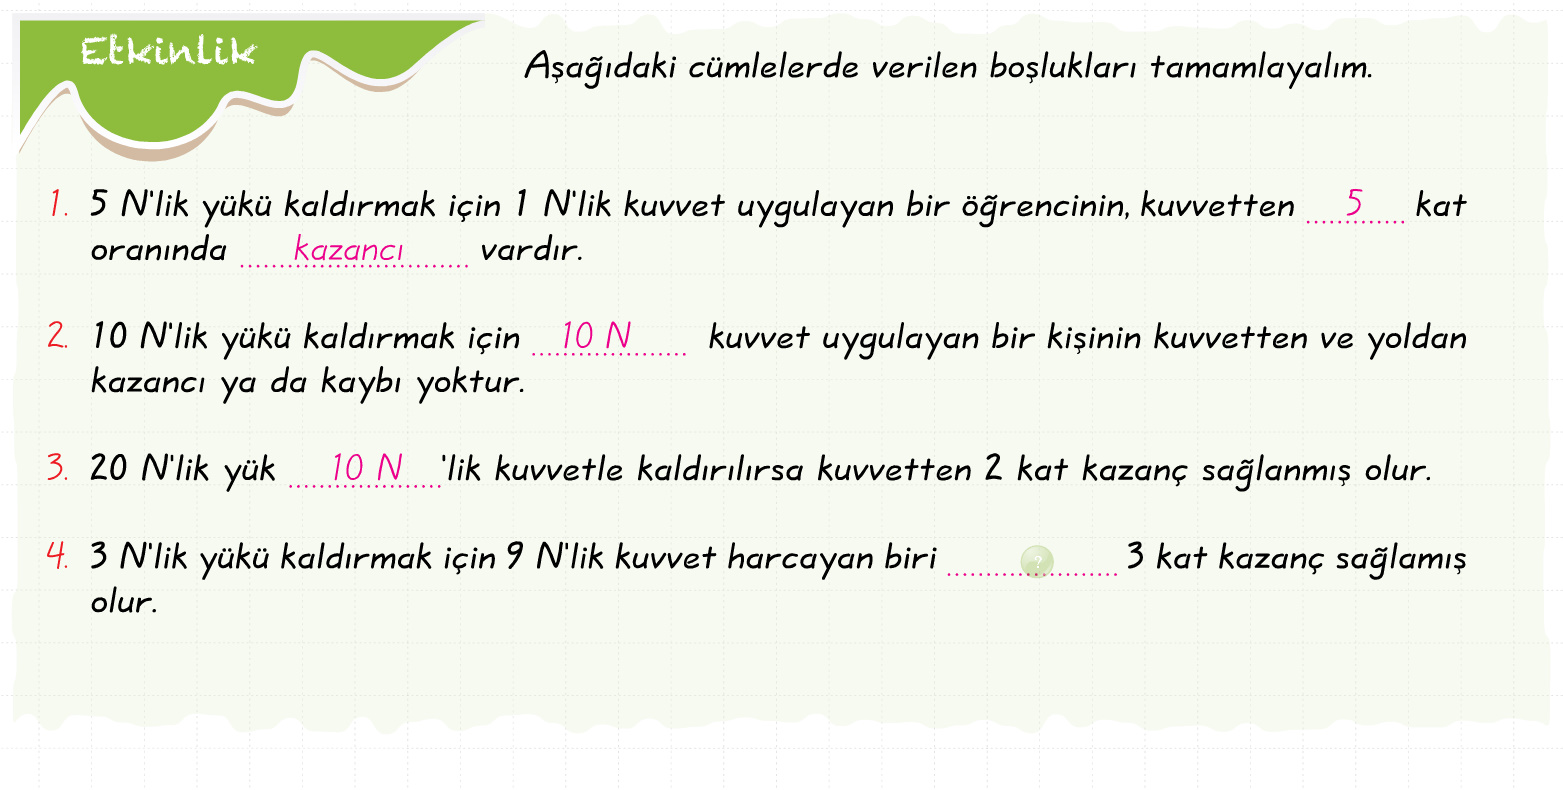 Etkinlik
Aşağıdaki cümlelerde verilen boşlukları tamamlayalım.
1. 5 N'lik yükü kaldırmak için 1 N'lik kuvvet uygulayan bir öğrencinin, kuvvetten 5 kat
oranında kazancı vardır.
2. 10 N'lik yükü kaldırmak için 10 N kuvvet uygulayan bir kişinin kuvvetten ve yoldan
kazancı ya da kaybı yoktur.
3. 20 N'lik yük 10 N 'lik kuvvetle kaldırılırsa kuvvetten 2 kat kazanç sağlanmış olur.
4. 3 N'lik yükü kaldırmak için 9 N'lik kuvvet harcayan biri ? 3 kat kazanç sağlamış
olur.